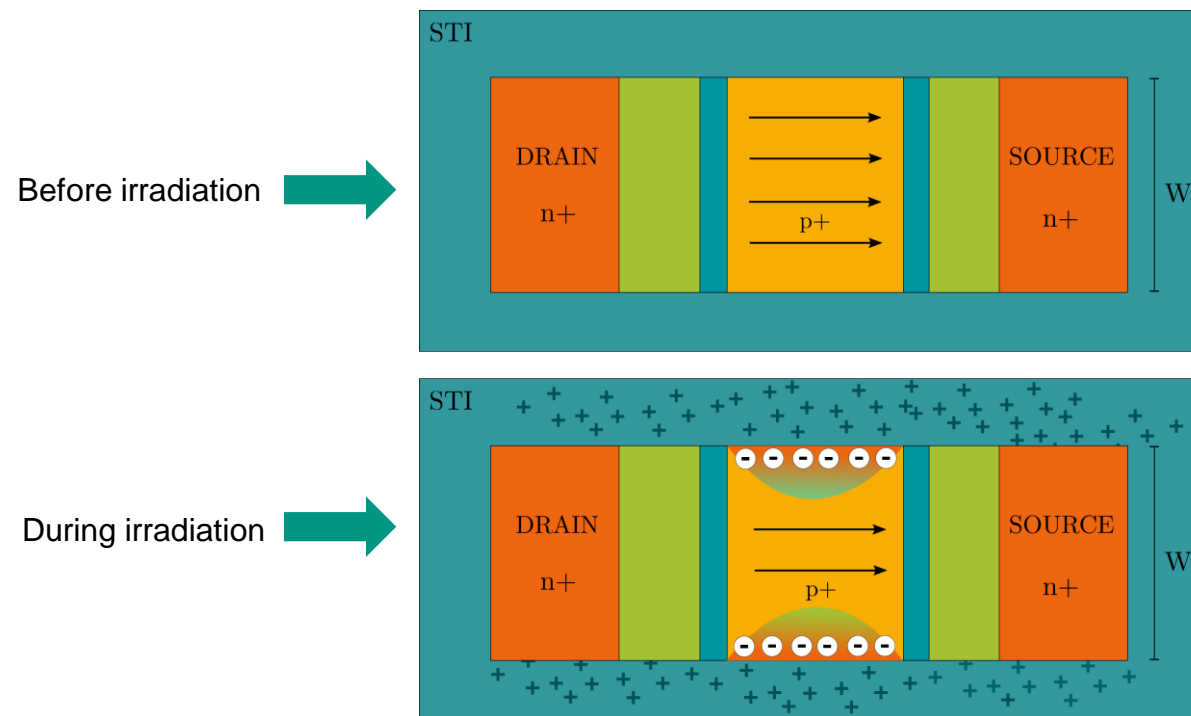 STI
Before irradiation
DRAIN
n+
p+
SOURCE
n+
W
STI
During irradiation
DRAIN
n+
p+
SOURCE
n+
W